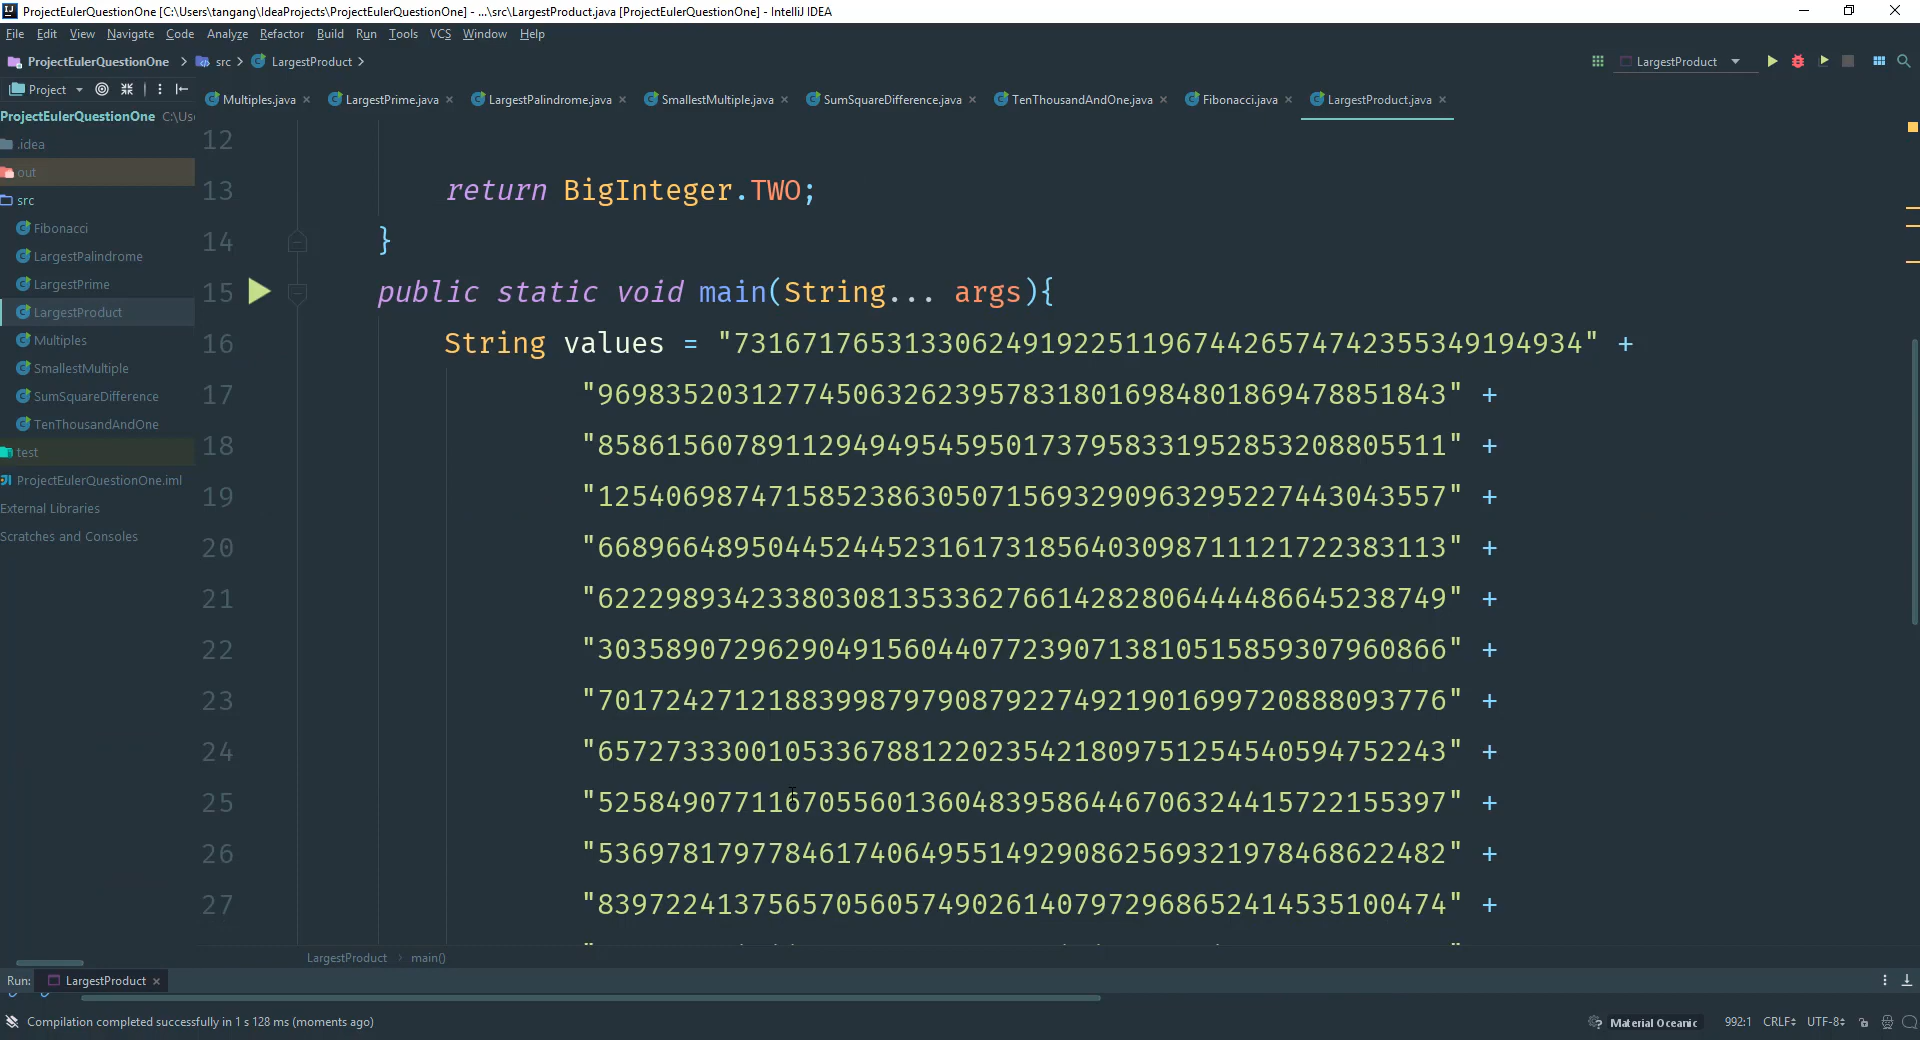 ProjectEulerQuestionOne [C:\Users\tangang\IdeaProjects\ProjectEulerQuestionOne] - ...\src\LargestProduct.java [ProjectEulerQuestionOne] - IntelliJ IDEA
File Edit View Navigate Code Analyze Refactor Build Run Tools VCS Window Help
ProjectEulerQuestionOne src LargestProduct LargestProduct
Project Multiples.java LargestPrime.java LargestPalindrome.java SmallestMultiple.java SumSquareDifference.java TenThousandAndOne.java Fibonacci.java LargestProduct.java
ProjectEulerQuestionOne C:\Use
.idea
out
src
Fibonacci
LargestPalindrome
LargestPrime
LargestProduct
Multiples
SmallestMultiple
SumSquareDifference
TenThousandAndOne
test
ProjectEulerQuestionOne.iml
External Libraries
Scratches and Consoles
12
13 return BigInteger.TWO;
14 }
15 public static void main(String... args){
16 String values = "73167176531330624919225119674426574742355349194934" +
17 "96983520312774506326239578318016984801869478851843" +
18 "85861560789112949495459501737958331952853208805511" +
19 "12540698747158523863050715693290963295227443043557" +
20 "66896648950445244523161731856403098711121722383113" +
21 "62229893423380308135336276614282806444486645238749" +
22 "30358907296290491560440772390713810515859307960866" +
23 "70172427121883998797908792274921901699720888093776" +
24 "65727333001053367881220235421809751254540594752243" +
25 "52584907711670556013604839586446706324415722155397" +
26 "53697817977846174064955149290862569321978468622482" +
27 "83972241375657056057490261407972968652414535100474" +
LargestProduct main()
Run: LargestProduct
Compilation completed successfully in 1 s 128 ms (moments ago)
Material Oceanic 992:1 CRLF UTF-8